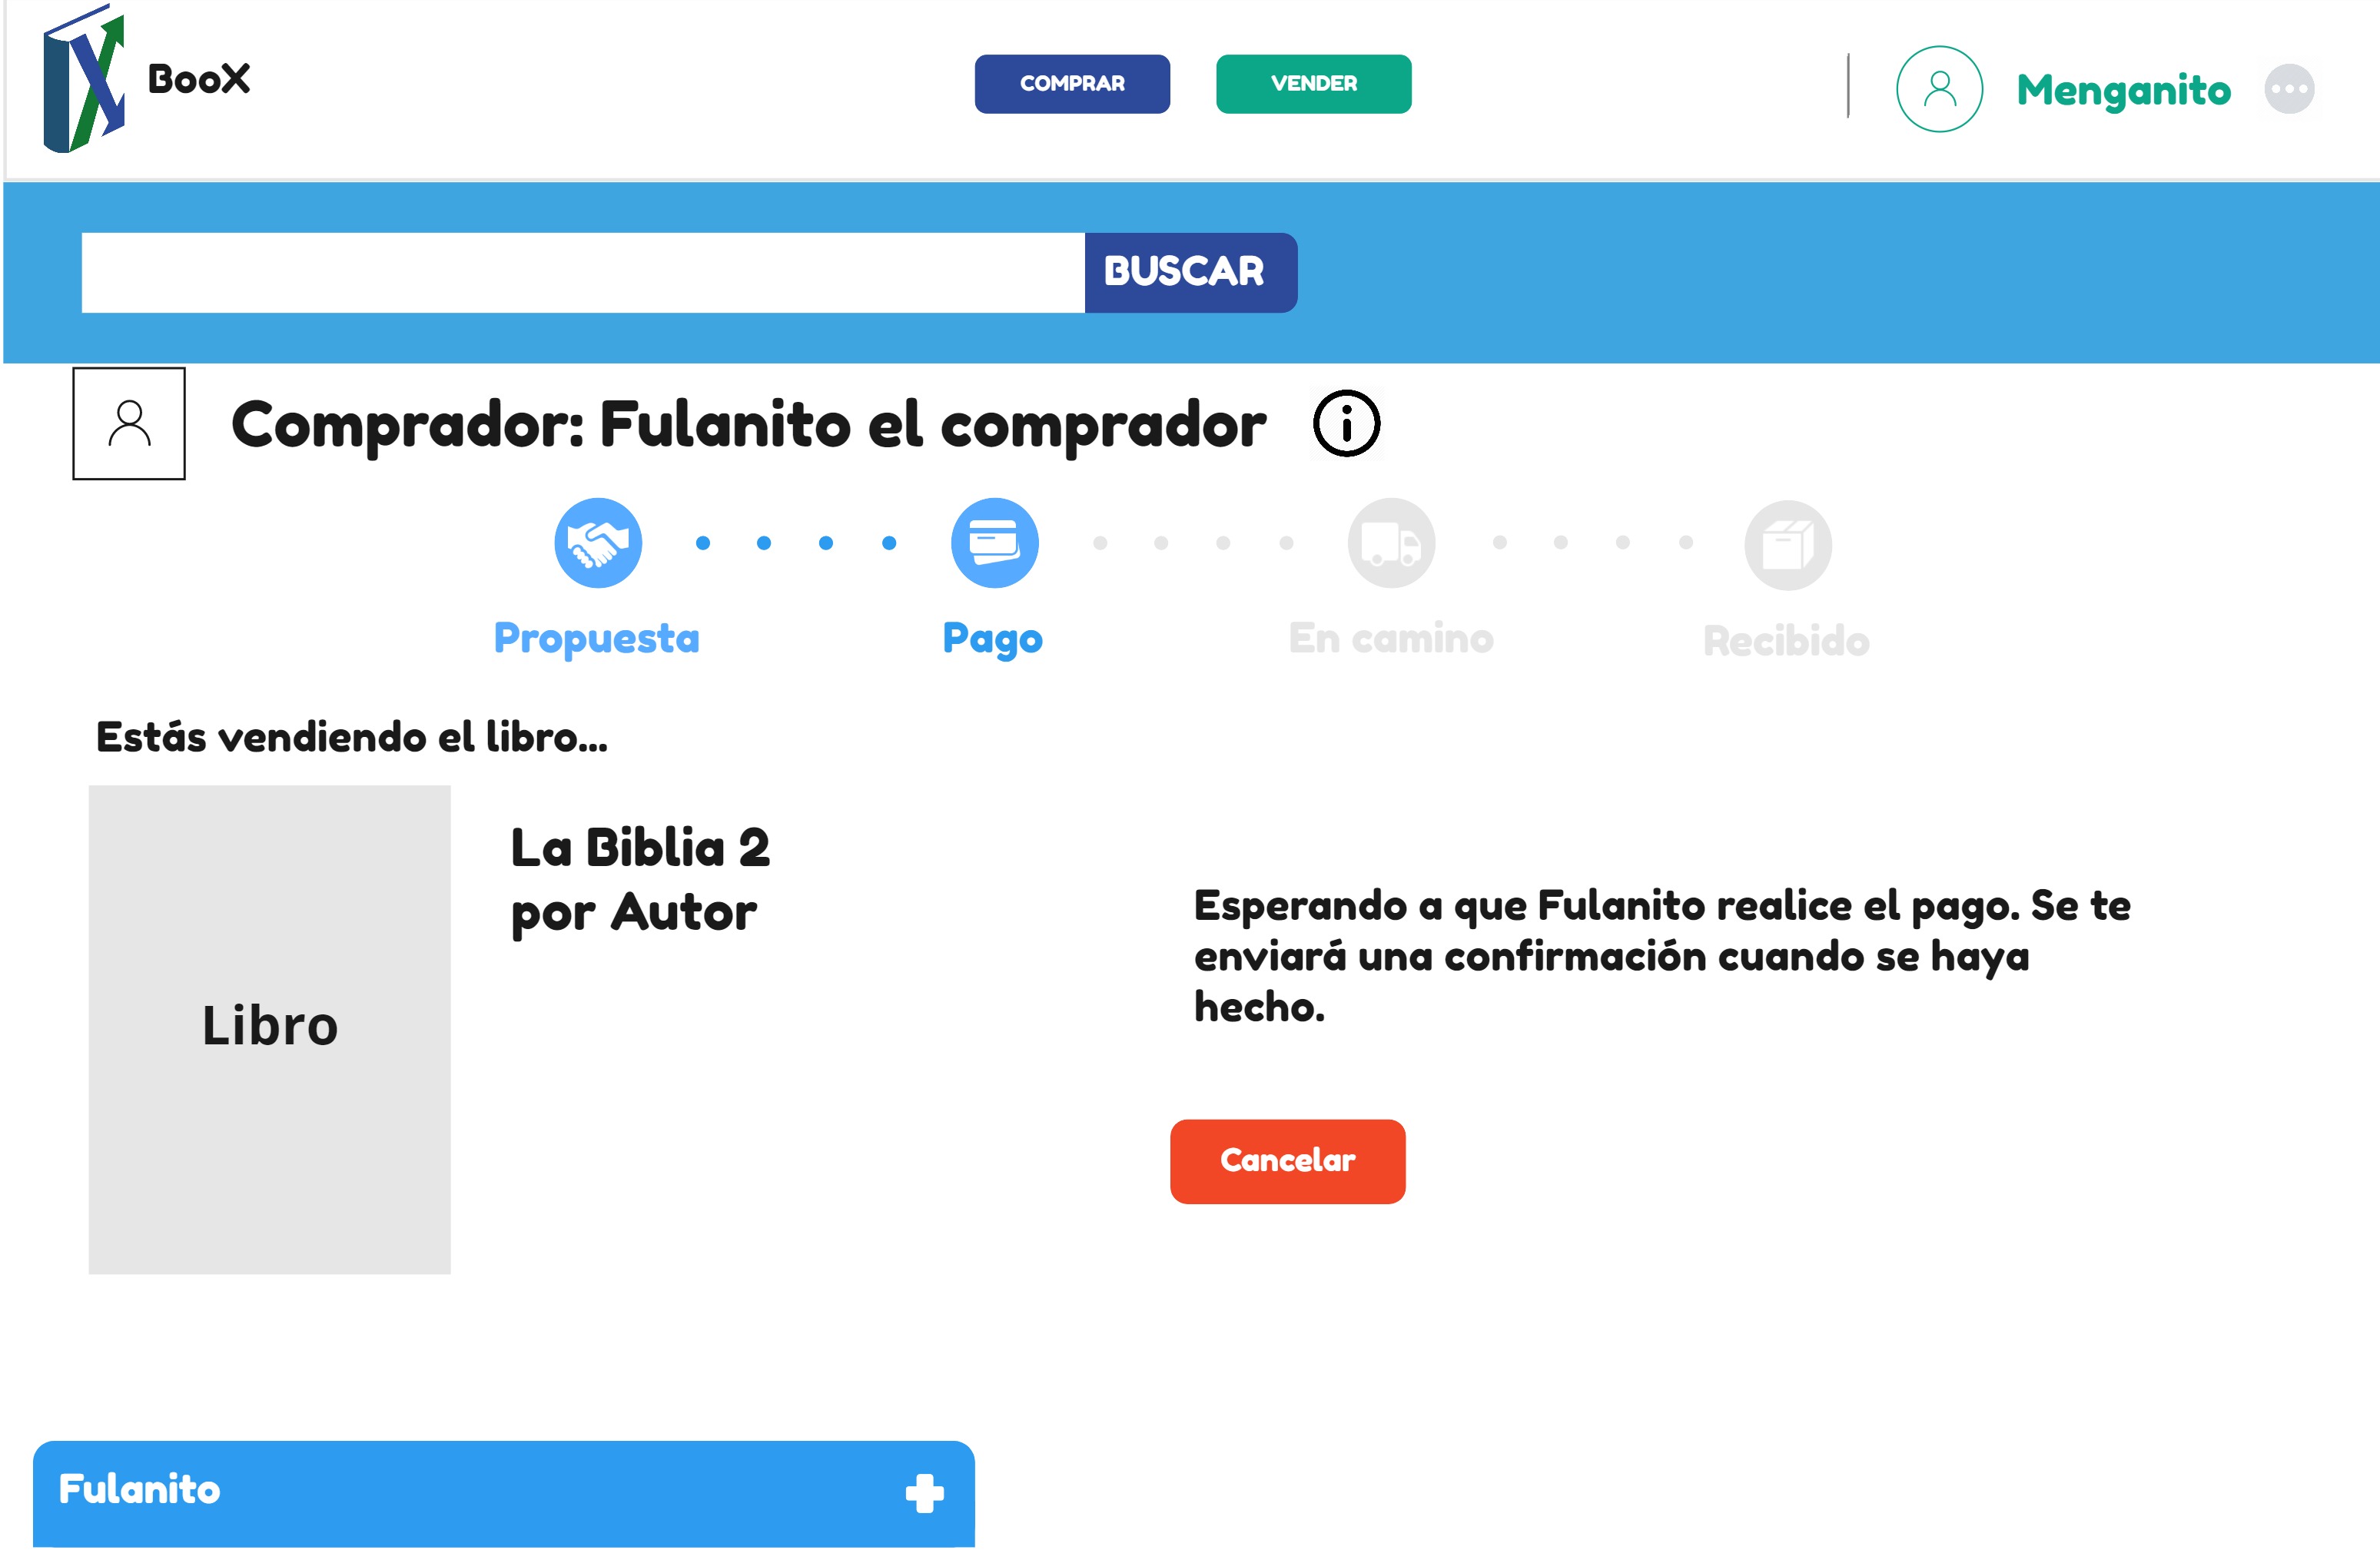 BooX
COMPRAR
VENDER
Menganito
BUSCAR
Comprador: Fulanito el comprador
Propuesta
Pago
En camino
Recibido
Estás vendiendo el libro...
Libro
La Biblia 2
por Autor
Esperando a que Fulanito realice el pago. Se te
enviará una confirmación cuando se haya
hecho.
Cancelar
Fulanito